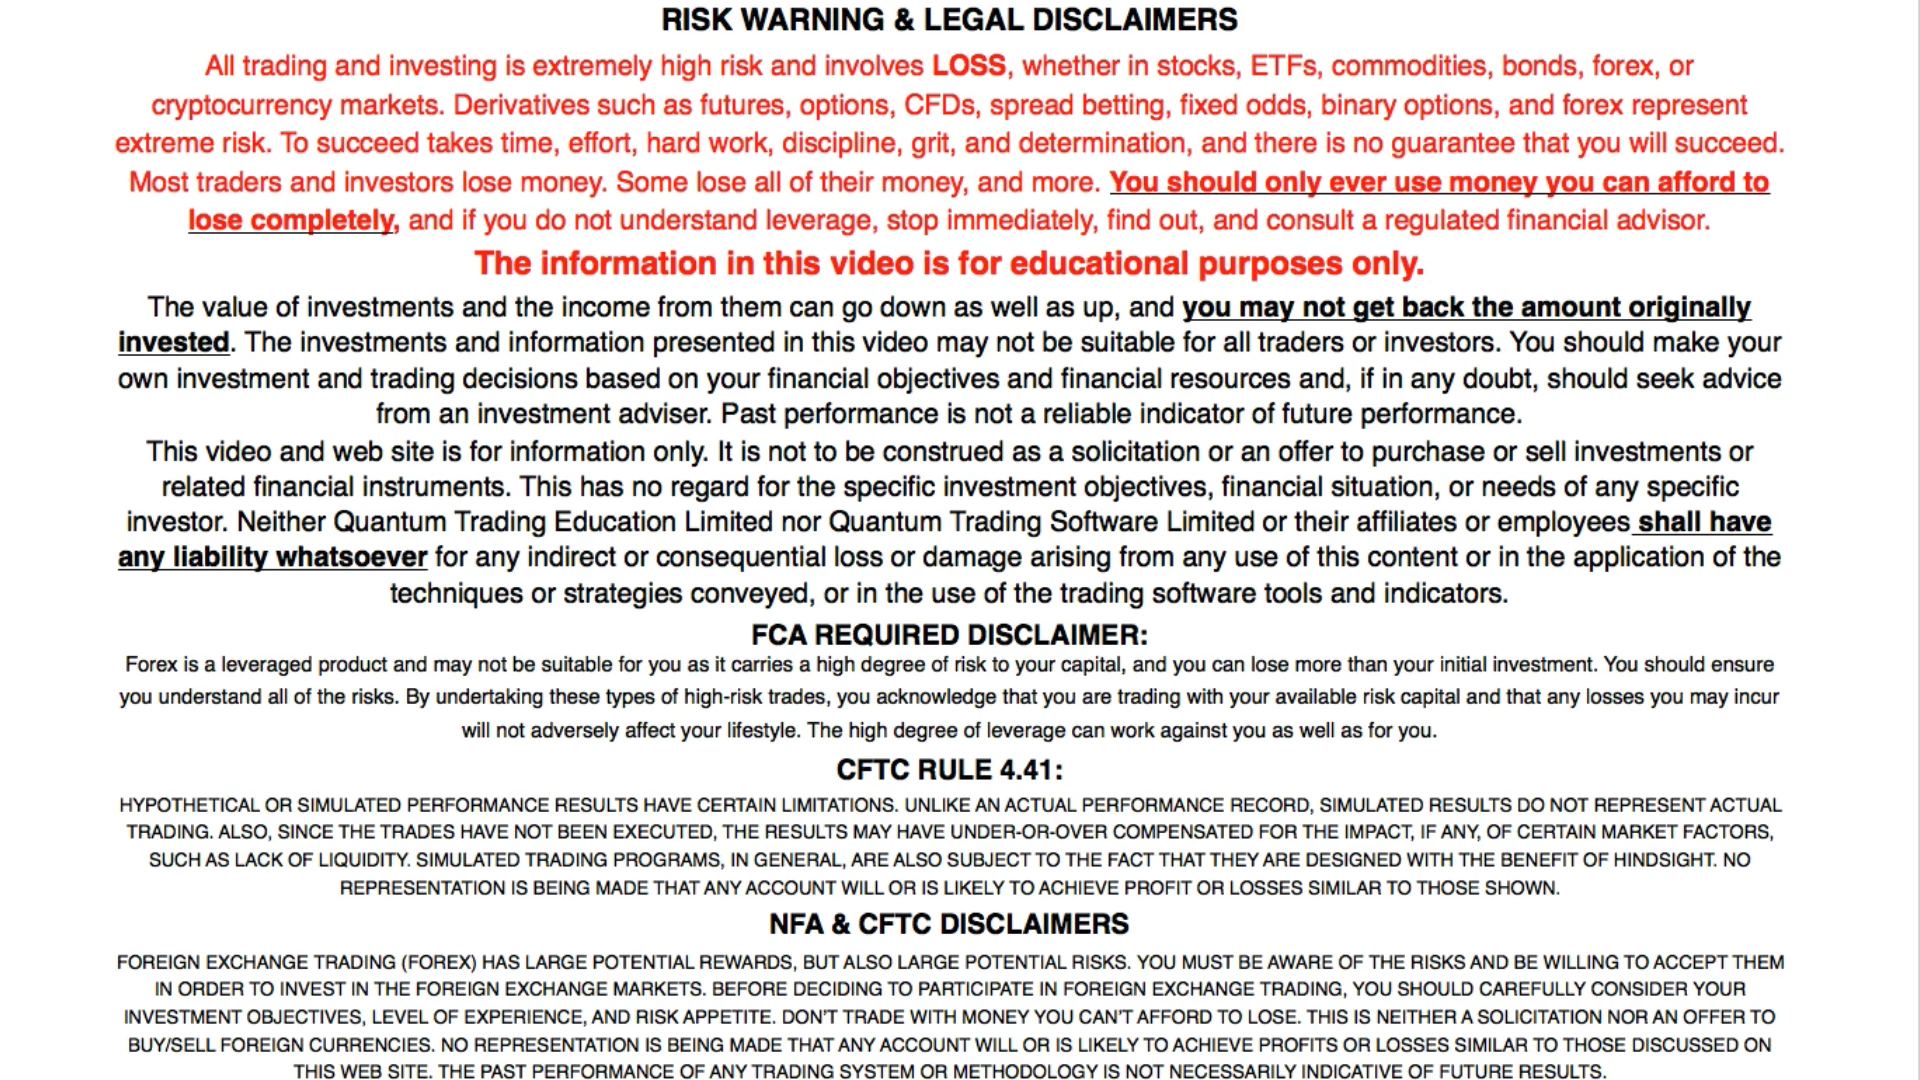 RISK WARNING & LEGAL DISCLAIMERS
All trading and investing is extremely high risk and involves LOSS, whether in stocks, ETFs, commodities, bonds, forex, or
cryptocurrency markets. Derivatives such as futures, options, CFDs, spread betting, fixed odds, binary options, and forex represent
extreme risk. To succeed takes time, effort, hard work, discipline, grit, and determination, and there is no guarantee that you will succeed.
Most traders and investors lose money. Some lose all of their money, and more. You should only ever use money you can afford to
lose completely, and if you do not understand leverage, stop immediately, find out, and consult a regulated financial advisor.
The information in this video is for educational purposes only.
The value of investments and the income from them can go down as well as up, and you may not get back the amount originally
invested. The investments and information presented in this video may not be suitable for all traders or investors. You should make your
own investment and trading decisions based on your financial objectives and financial resources and, if in any doubt, should seek advice
from an investment adviser. Past performance is not a reliable indicator of future performance.
This video and web site is for information only. It is not to be construed as a solicitation or an offer to purchase or sell investments or
related financial instruments. This has no regard for the specific investment objectives, financial situation, or needs of any specific
investor. Neither Quantum Trading Education Limited nor Quantum Trading Software Limited or their affiliates or employees shall have
any liability whatsoever for any indirect or consequential loss or damage arising from any use of this content or in the application of the
techniques or strategies conveyed, or in the use of the trading software tools and indicators.
FCA REQUIRED DISCLAIMER:
Forex is a leveraged product and may not be suitable for you as it carries a high degree of risk to your capital, and you can lose more than your initial investment. You should ensure
you understand all of the risks. By undertaking these types of high-risk trades, you acknowledge that you are trading with your available risk capital and that any losses you may incur
will not adversely affect your lifestyle. The high degree of leverage can work against you as well as for you.
CFTC RULE 4.41:
HYPOTHETICAL OR SIMULATED PERFORMANCE RESULTS HAVE CERTAIN LIMITATIONS. UNLIKE AN ACTUAL PERFORMANCE RECORD, SIMULATED RESULTS DO NOT REPRESENT ACTUAL
TRADING. ALSO, SINCE THE TRADES HAVE NOT BEEN EXECUTED, THE RESULTS MAY HAVE UNDER-OR-OVER COMPENSATED FOR THE IMPACT, IF ANY, OF CERTAIN MARKET FACTORS,
SUCH AS LACK OF LIQUIDITY. SIMULATED TRADING PROGRAMS, IN GENERAL, ARE ALSO SUBJECT TO THE FACT THAT THEY ARE DESIGNED WITH THE BENEFIT OF HINDSIGHT. NO
REPRESENTATION IS BEING MADE THAT ANY ACCOUNT WILL OR IS LIKELY TO ACHIEVE PROFIT OR LOSSES SIMILAR TO THOSE SHOWN.
NFA & CFTC DISCLAIMERS
FOREIGN EXCHANGE TRADING (FOREX) HAS LARGE POTENTIAL REWARDS, BUT ALSO LARGE POTENTIAL RISKS. YOU MUST BE AWARE OF THE RISKS AND BE WILLING TO ACCEPT THEM
IN ORDER TO INVEST IN THE FOREIGN EXCHANGE MARKETS. BEFORE DECIDING TO PARTICIPATE IN FOREIGN EXCHANGE TRADING, YOU SHOULD CAREFULLY CONSIDER YOUR
INVESTMENT OBJECTIVES, LEVEL OF EXPERIENCE, AND RISK APPETITE. DON'T TRADE WITH MONEY YOU CAN'T AFFORD TO LOSE. THIS IS NEITHER A SOLICITATION NOR AN OFFER TO
BUY/SELL FOREIGN CURRENCIES. NO REPRESENTATION IS BEING MADE THAT ANY ACCOUNT WILL OR IS LIKELY TO ACHIEVE PROFITS OR LOSSES SIMILAR TO THOSE DISCUSSED ON
THIS WEB SITE. THE PAST PERFORMANCE OF ANY TRADING SYSTEM OR METHODOLOGY IS NOT NECESSARILY INDICATIVE OF FUTURE RESULTS.